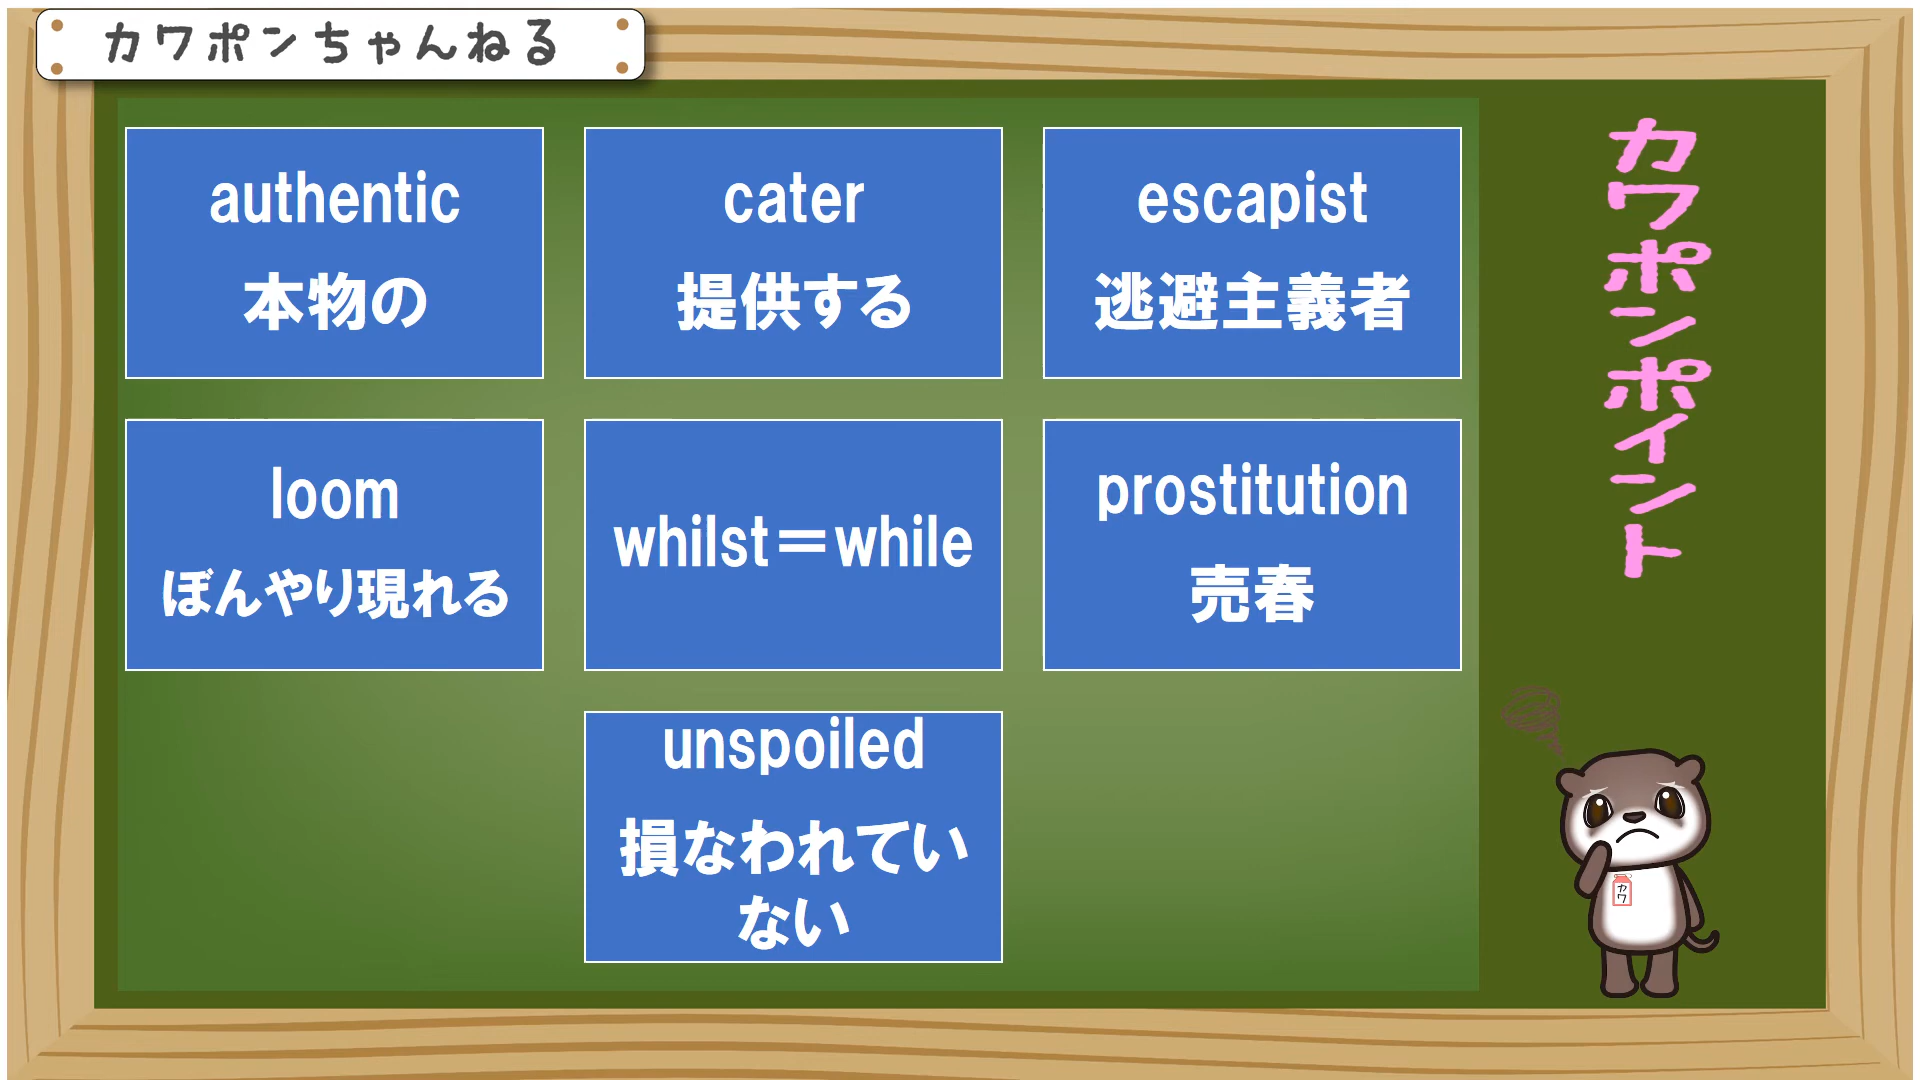 カワポンちゃんねる
authentic
本物の
cater
提供する
escapist
逃避主義者
loom
ぼんやり現れる
whilst＝while
prostitution
売春
unspoiled
損なわれてい
ない
カワポンポイント
カワ